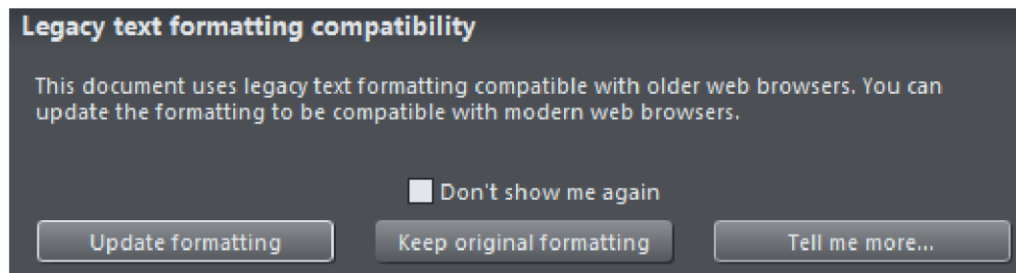 Legacy text formatting compatibility
This document uses legacy text formatting compatible with older web browsers. You can
update the formatting to be compatible with modern web browsers.
Don't show me again
Update formatting
Keep original formatting
Tell me more...